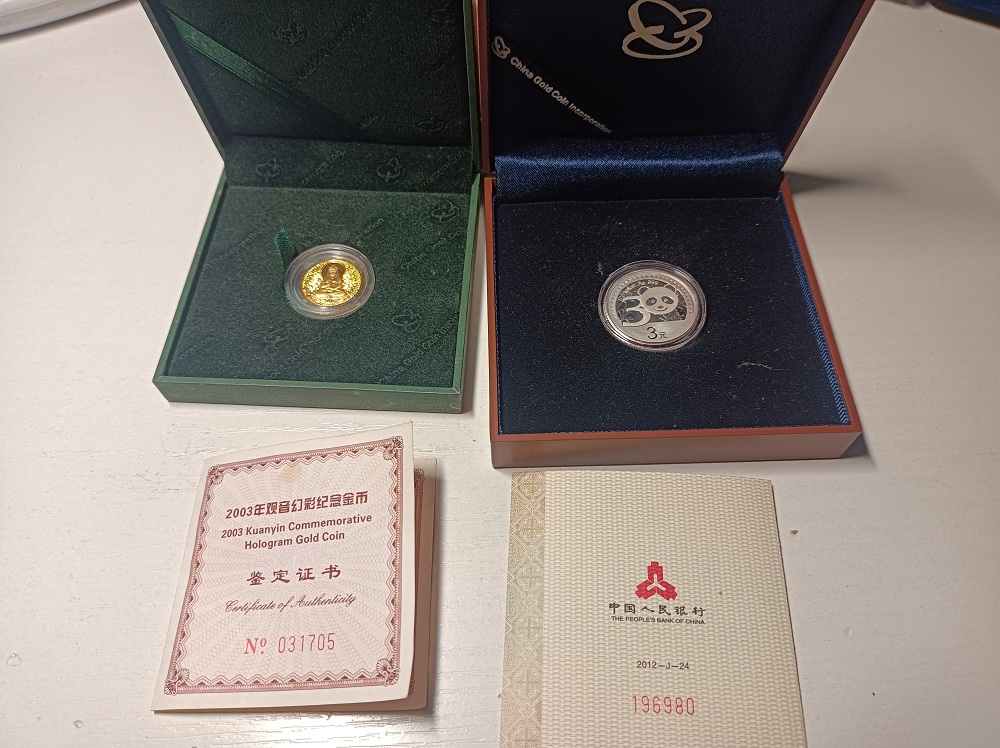 China Gold Coin Incorporation
30
3元
2003年观音幻彩纪念金币
2003 Kuanyin Commemorative
Hologram Gold Coin
鉴定证书
Certificate of Authenticity
Nº 031705
中国人民银行
THE PEOPLE'S BANK OF CHINA
2012-J-24
196980